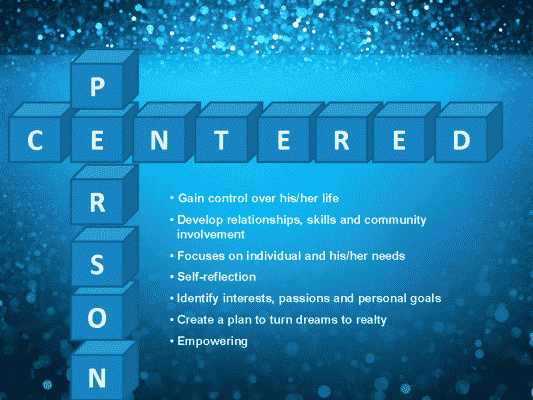 P
CENTERED
R
S
O
N
• Gain control over his/her life
• Develop relationships, skills and community
involvement
• Focuses on individual and his/her needs
• Self-reflection
• Identify interests, passions and personal goals
• Create a plan to turn dreams to realty
• Empowering